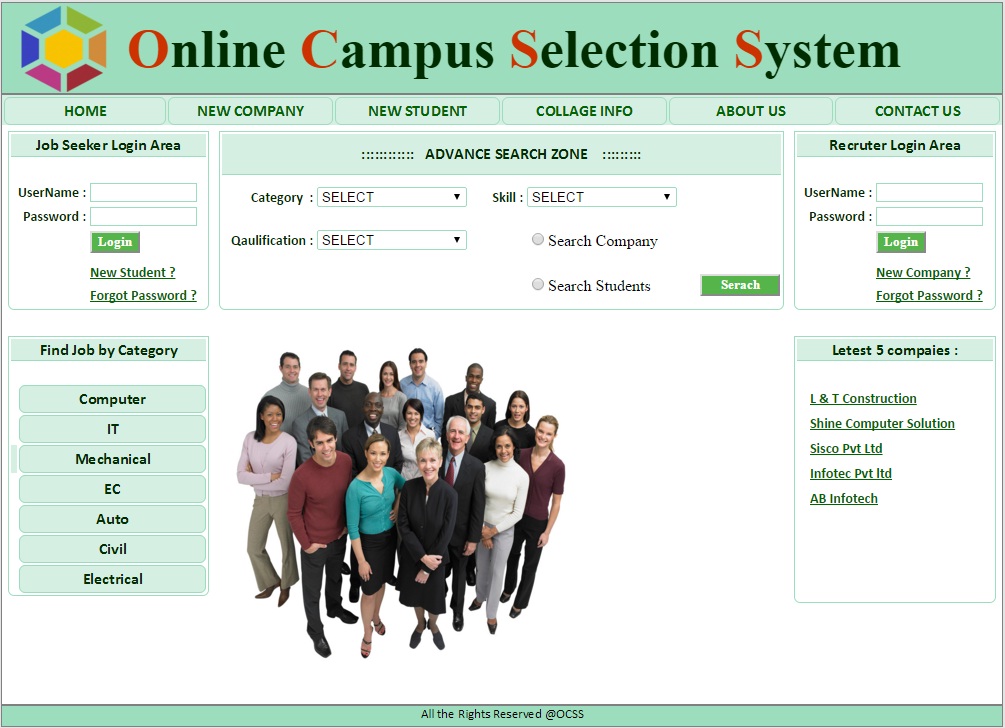 Online Campus Selection System
HOME
NEW COMPANY
NEW STUDENT
COLLAGE INFO
ABOUT US
CONTACT US
Job Seeker Login Area
UserName :
Password :
Login
New Student ?
Forgot Password ?
:::::::::::: ADVANCE SEARCH ZONE :::::::::
Category : SELECT
Skill : SELECT
Qaulification : SELECT
Search Company
Search Students
Serach
Recruter Login Area
UserName :
Password :
Login
New Company ?
Forgot Password ?
Find Job by Category
Computer
IT
Mechanical
EC
Auto
Civil
Electrical
Letest 5 compaies :
L & T Construction
Shine Computer Solution
Sisco Pvt Ltd
Infotec Pvt ltd
AB Infotech
All the Rights Reserved @OCSS